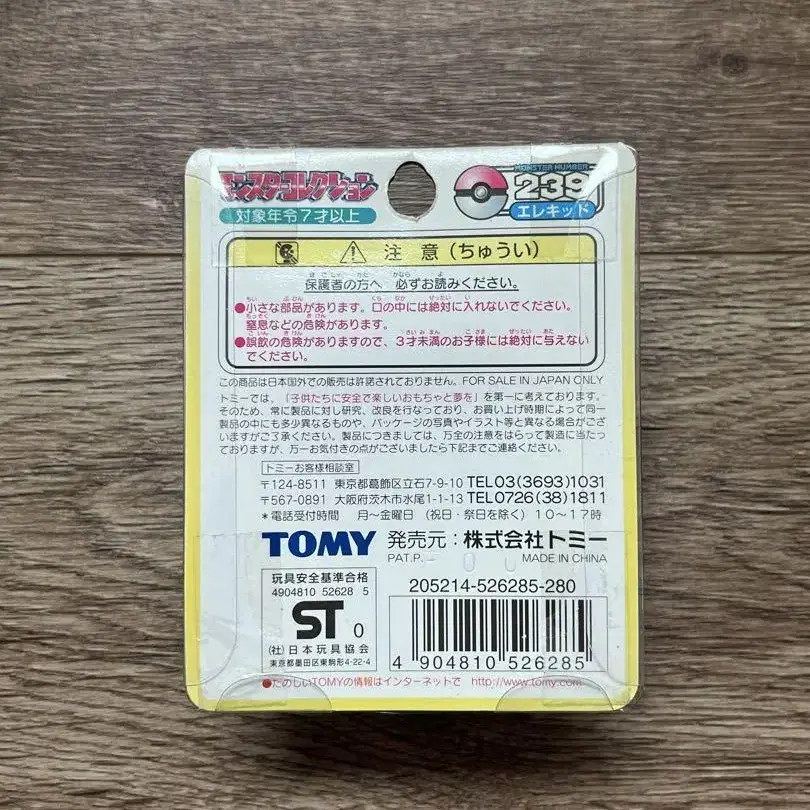 モンスターコレクション
対象年令7才以上
MONSTER NUMBER
239
エレキッド
注意(ちゅうい)
保護者の方へ 必ずお読みください。
●小さな部品があります。口の中には絶対に入れないでください。
窒息などの危険があります。
●誤飲の危険がありますので、3才未満のお子様には絶対に与えない
でください。
この商品は日本国外での販売は許諾されておりません。FOR SALE IN JAPAN ONLY
トミーでは、「子供たちに安全で楽しいおもちゃと夢を」を第一に考えております。
そのため、常に製品に対し研究、改良を行なっており、お買い上げ時期によって同一
製品の中にも多少異なるものや、パッケージの写真やイラスト等と異なる場合がござ
いますがご了承ください。製品につきましては、万全の注意をはらって製造に当たっ
ておりますが、万一お気付きの点がございましたら下記までご連絡ください。
トミーお客様相談室
〒124-8511 東京都葛飾区立石7-9-10 TEL03(3693)1031
〒567-0891 大阪府茨木市水尾1-1-13 TEL0726(38)1811
*電話受付時間 月~金曜日 (祝日・祭日を除く) 10~17時
TOMY 発売元:株式会社トミー
PAT.P. MADE IN CHINA
玩具安全基準合格
4904810 52628 5
ST 0
(社)日本玩具協会
東京都墨田区東駒形4-22-4
205214-526285-280
4 904810 526285
●たのしいTOMYの情報はインターネットで http://www.tomy.com